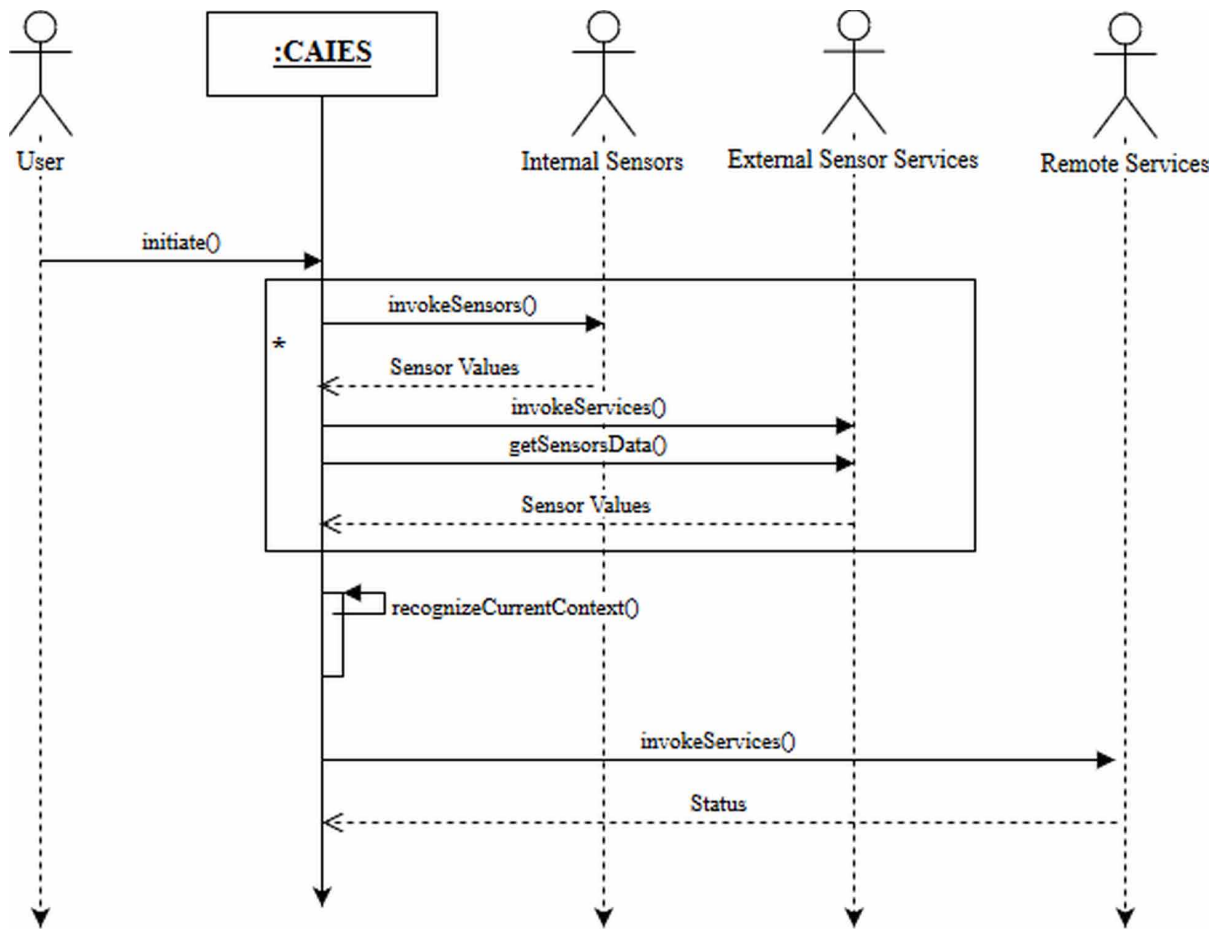 :CAIES
User
Internal Sensors
External Sensor Services
Remote Services
initiate()
invokeSensors()
*
Sensor Values
invokeServices()
getSensorsData()
Sensor Values
recognizeCurrentContext()
invokeServices()
Status